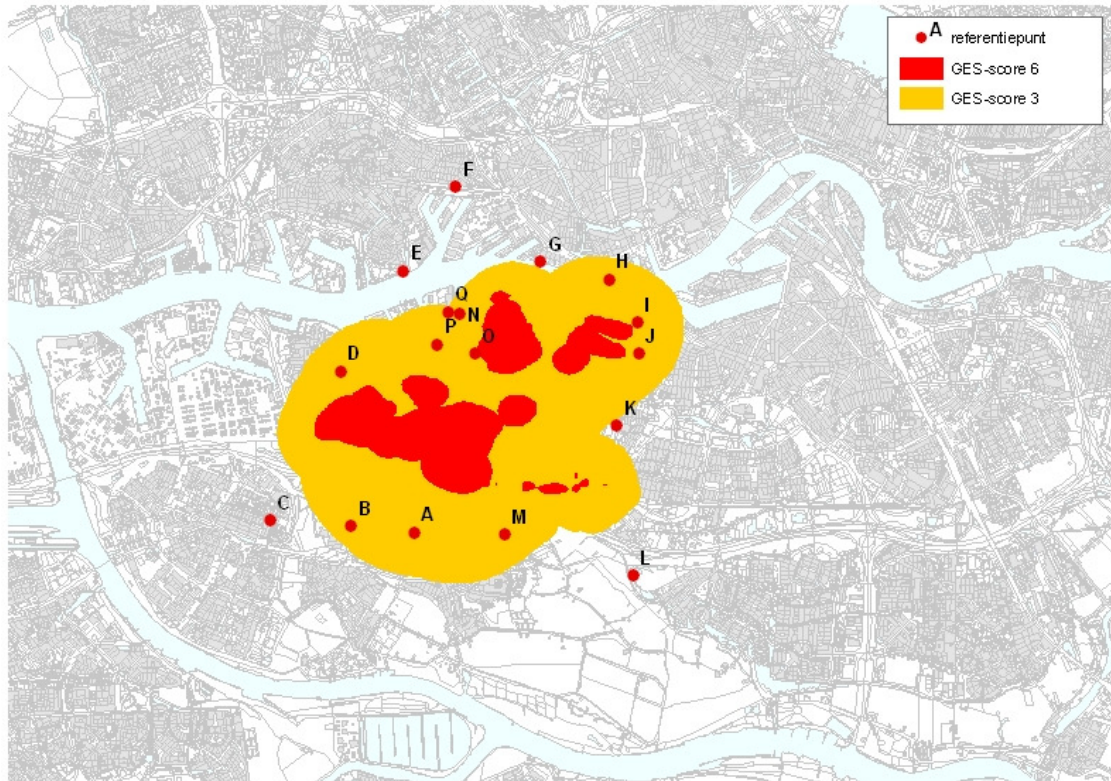 A referentiepunt
GES-score 6
GES-score 3
F
G
E
H
Q
N
I
P
O
J
D
K
C
B
A
M
L